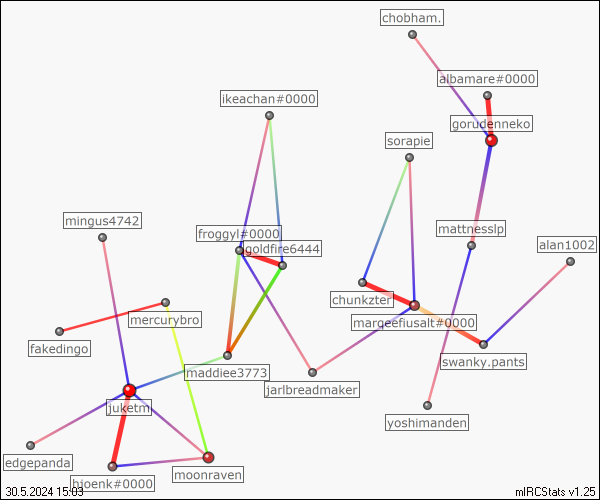 chobham.
albamare#0000
ikeachan#0000
gorudenneko
sorapie
mingus4742
froggyl#0000
mattnesslp
goldfire6444
alan1002
chunkzter
mercurybro
margeefiusalt#0000
fakedingo
swanky.pants
maddiee3773
jarlbreadmaker
juketm
yoshimanden
edgepanda
moonraven
hjoenk#0000
30.5.2024 15:03
mIRCStats v1.25